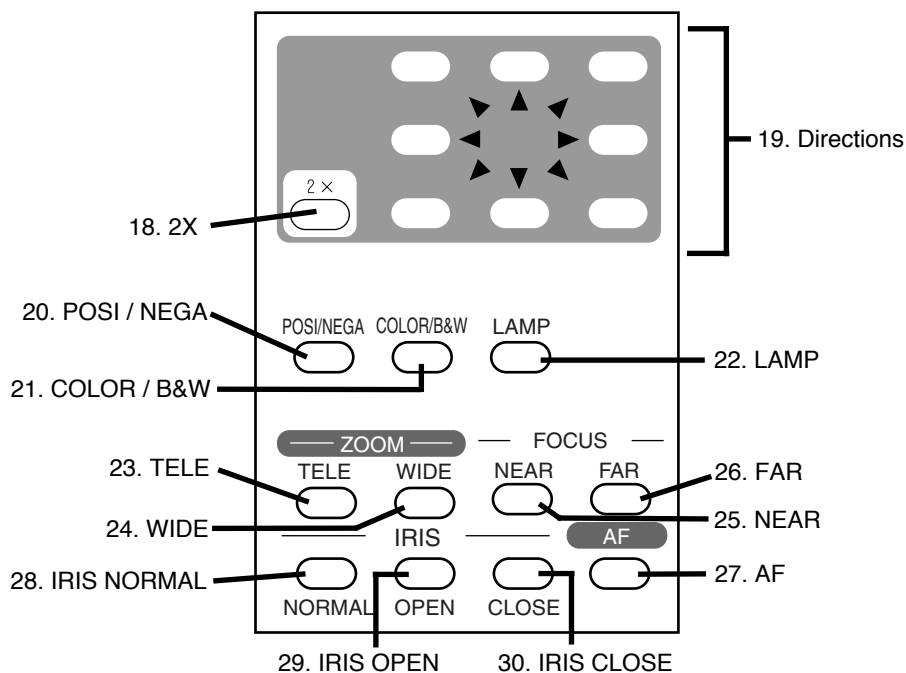 19. Directions
2 ×
18. 2X
20. POSI / NEGA
POSI/NEGA COLOR/B&W LAMP
22. LAMP
21. COLOR / B&W
ZOOM FOCUS
23. TELE
TELE WIDE NEAR FAR
26. FAR
24. WIDE
25. NEAR
IRIS AF
28. IRIS NORMAL
27. AF
NORMAL OPEN CLOSE
29. IRIS OPEN 30. IRIS CLOSE